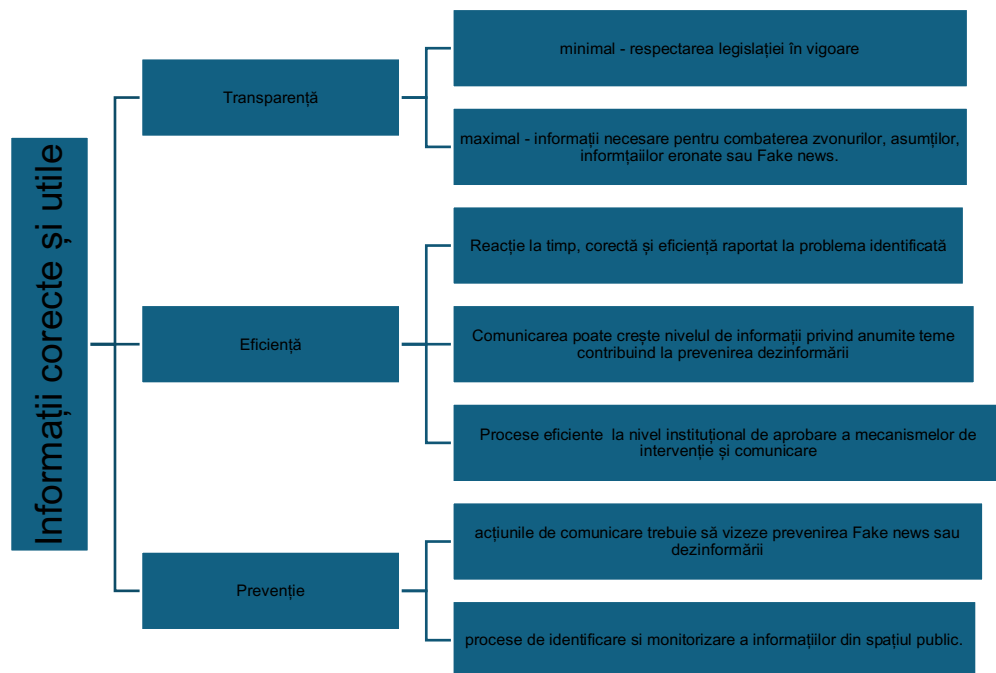 Informații corecte și utile
Transparență
minimal - respectarea legislației în vigoare
maximal - informații necesare pentru combaterea zvonurilor, asumților,
informțaiilor eronate sau Fake news.
Eficiență
Reacție la timp, corectă și eficiență raportat la problema identificată
Comunicarea poate crește nivelul de informații privind anumite teme
contribuind la prevenirea dezinformării
Procese eficiente la nivel instituțional de aprobare a mecanismelor de
intervenție și comunicare
Prevenție
acțiunile de comunicare trebuie să vizeze prevenirea Fake news sau
dezinformării
procese de identificare si monitorizare a informațiilor din spațiul public.